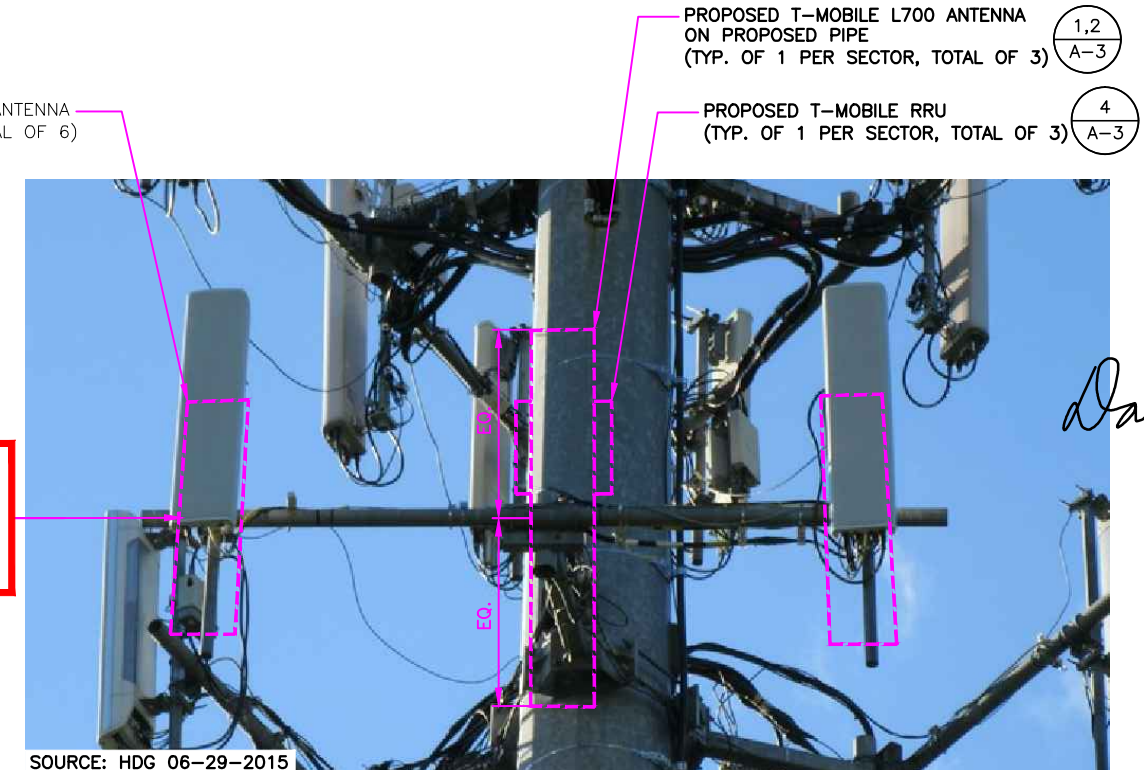 PROPOSED T-MOBILE L700 ANTENNA
ON PROPOSED PIPE
(TYP. OF 1 PER SECTOR, TOTAL OF 3)
1,2
A-3
ANTENNA
OF 6)
PROPOSED T-MOBILE RRU
(TYP. OF 1 PER SECTOR, TOTAL OF 3)
4
A-3
EQ.
EQ.
Da
SOURCE: HDG 06-29-2015